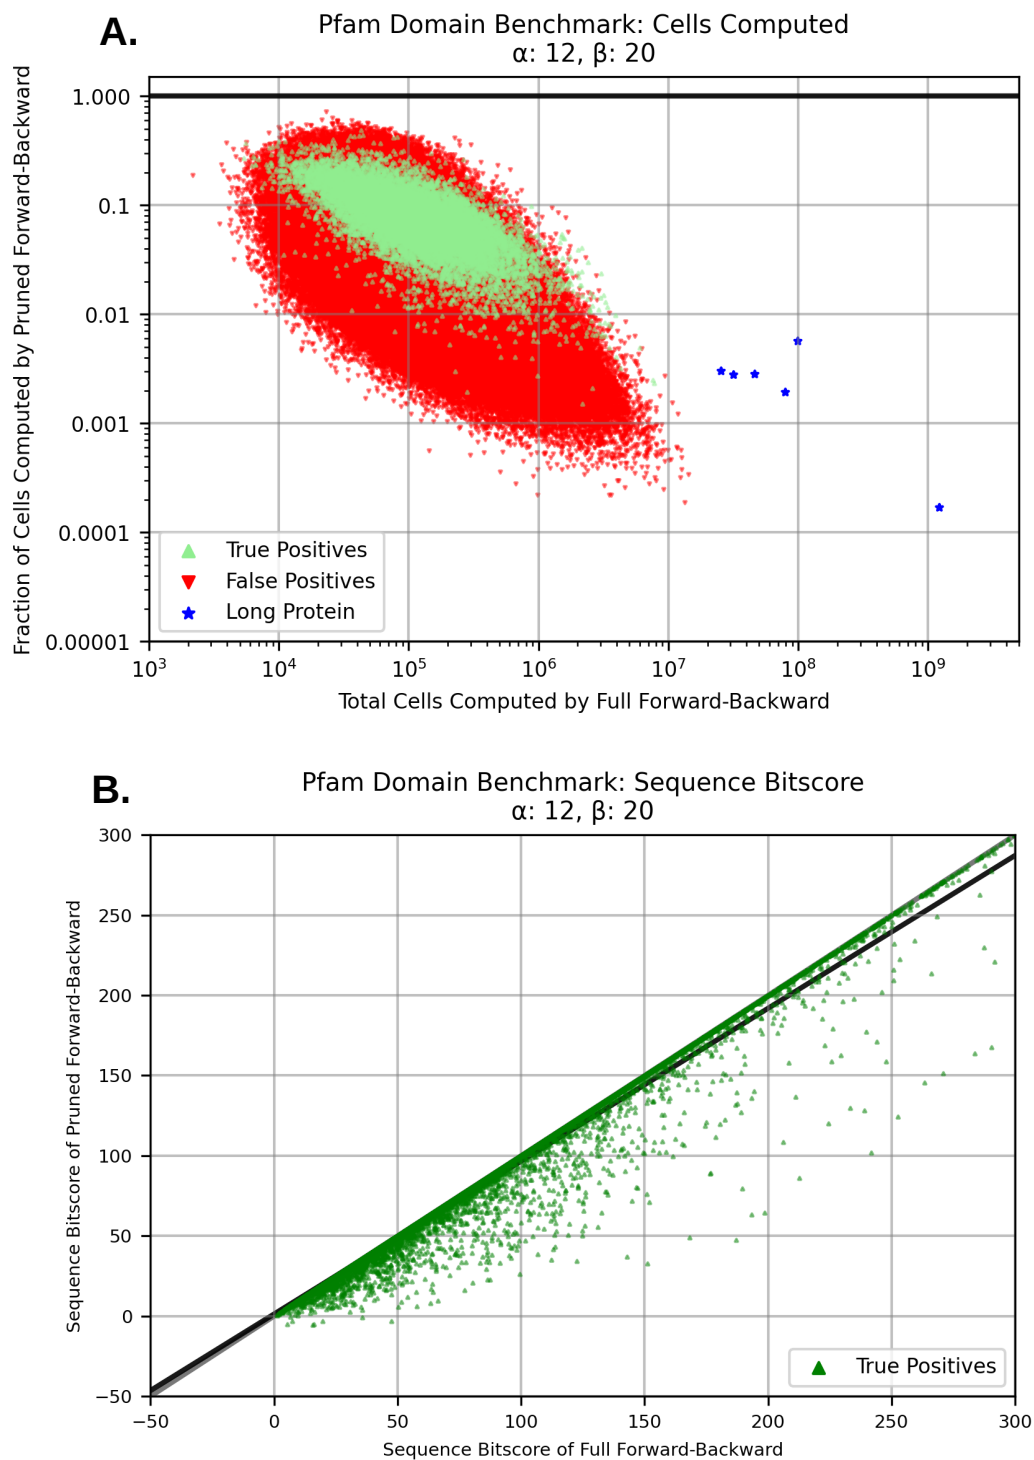 A.
Pfam Domain Benchmark: Cells Computed
α: 12, β: 20
Fraction of Cells Computed by Pruned Forward-Backward
1.000
0.1
0.01
0.001
0.0001
0.00001
True Positives
False Positives
Long Protein
10³ 10⁴ 10⁵ 10⁶ 10⁷ 10⁸ 10⁹
Total Cells Computed by Full Forward-Backward
B.
Pfam Domain Benchmark: Sequence Bitscore
α: 12, β: 20
Sequence Bitscore of Pruned Forward-Backward
300
250
200
150
100
50
0
−50
True Positives
−50 0 50 100 150 200 250 300
Sequence Bitscore of Full Forward-Backward